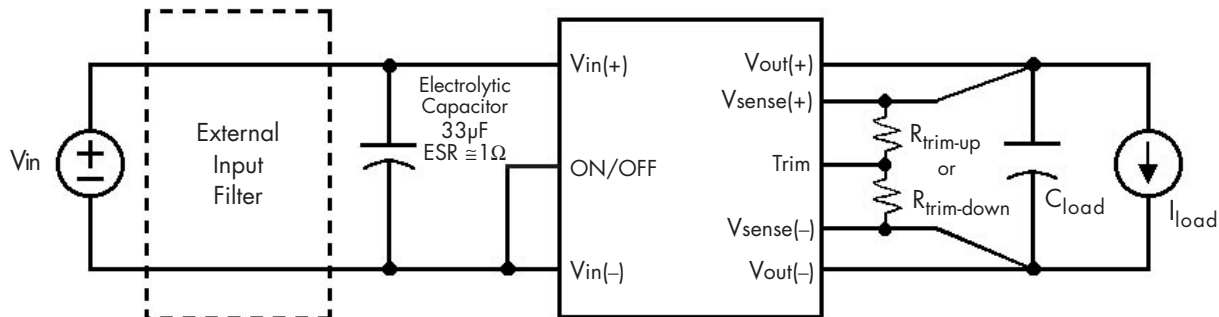 Vin
+
−
External
Input
Filter
Electrolytic
Capacitor
33µF
ESR ≅1Ω
Vin(+)
ON/OFF
Vin(−)
Vout(+)
Vsense(+)
Trim
Vsense(−)
Vout(−)
Rtrim-up
or
Rtrim-down
Cload
Iload